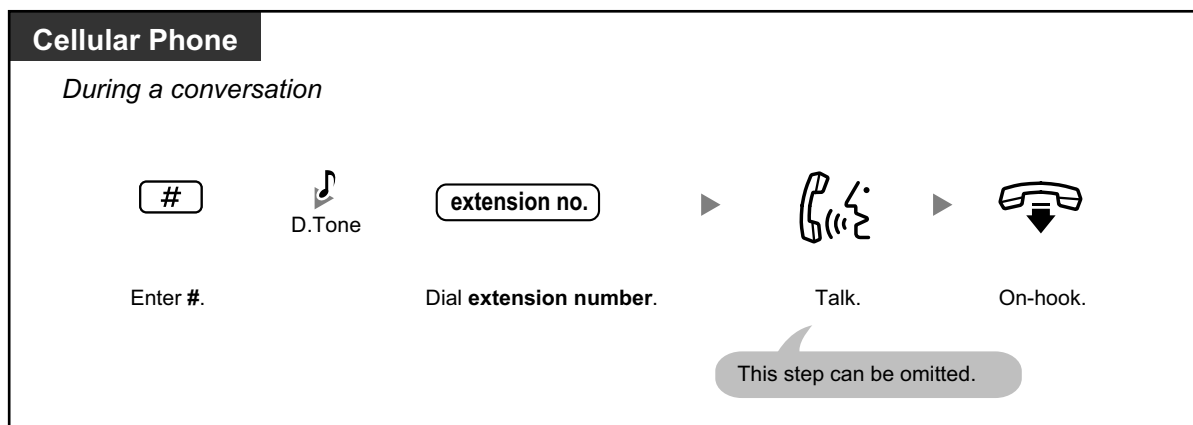 Cellular Phone
During a conversation
#
D.Tone
extension no.
Enter #.
Dial extension number.
Talk.
On-hook.
This step can be omitted.